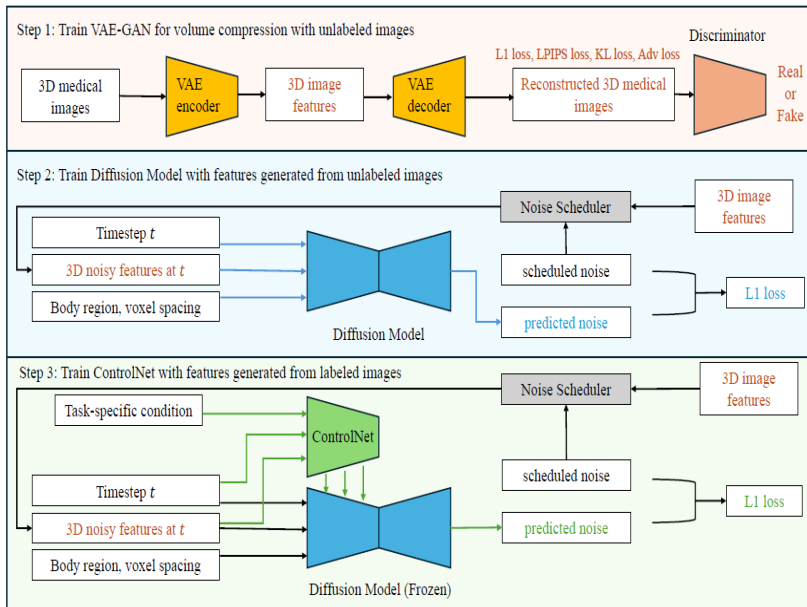 Step 1: Train VAE-GAN for volume compression with unlabeled images
Discriminator
L1 loss, LPIPS loss, KL loss, Adv loss
3D medical
images
VAE
encoder
3D image
features
VAE
decoder
Reconstructed 3D medical
images
Real
or
Fake
Step 2: Train Diffusion Model with features generated from unlabeled images
Noise Scheduler
3D image
features
Timestep t
3D noisy features at t
Body region, voxel spacing
Diffusion Model
scheduled noise
predicted noise
L1 loss
Step 3: Train ControlNet with features generated from labeled images
Noise Scheduler
3D image
features
Task-specific condition
ControlNet
Timestep t
3D noisy features at t
Body region, voxel spacing
Diffusion Model (Frozen)
scheduled noise
predicted noise
L1 loss